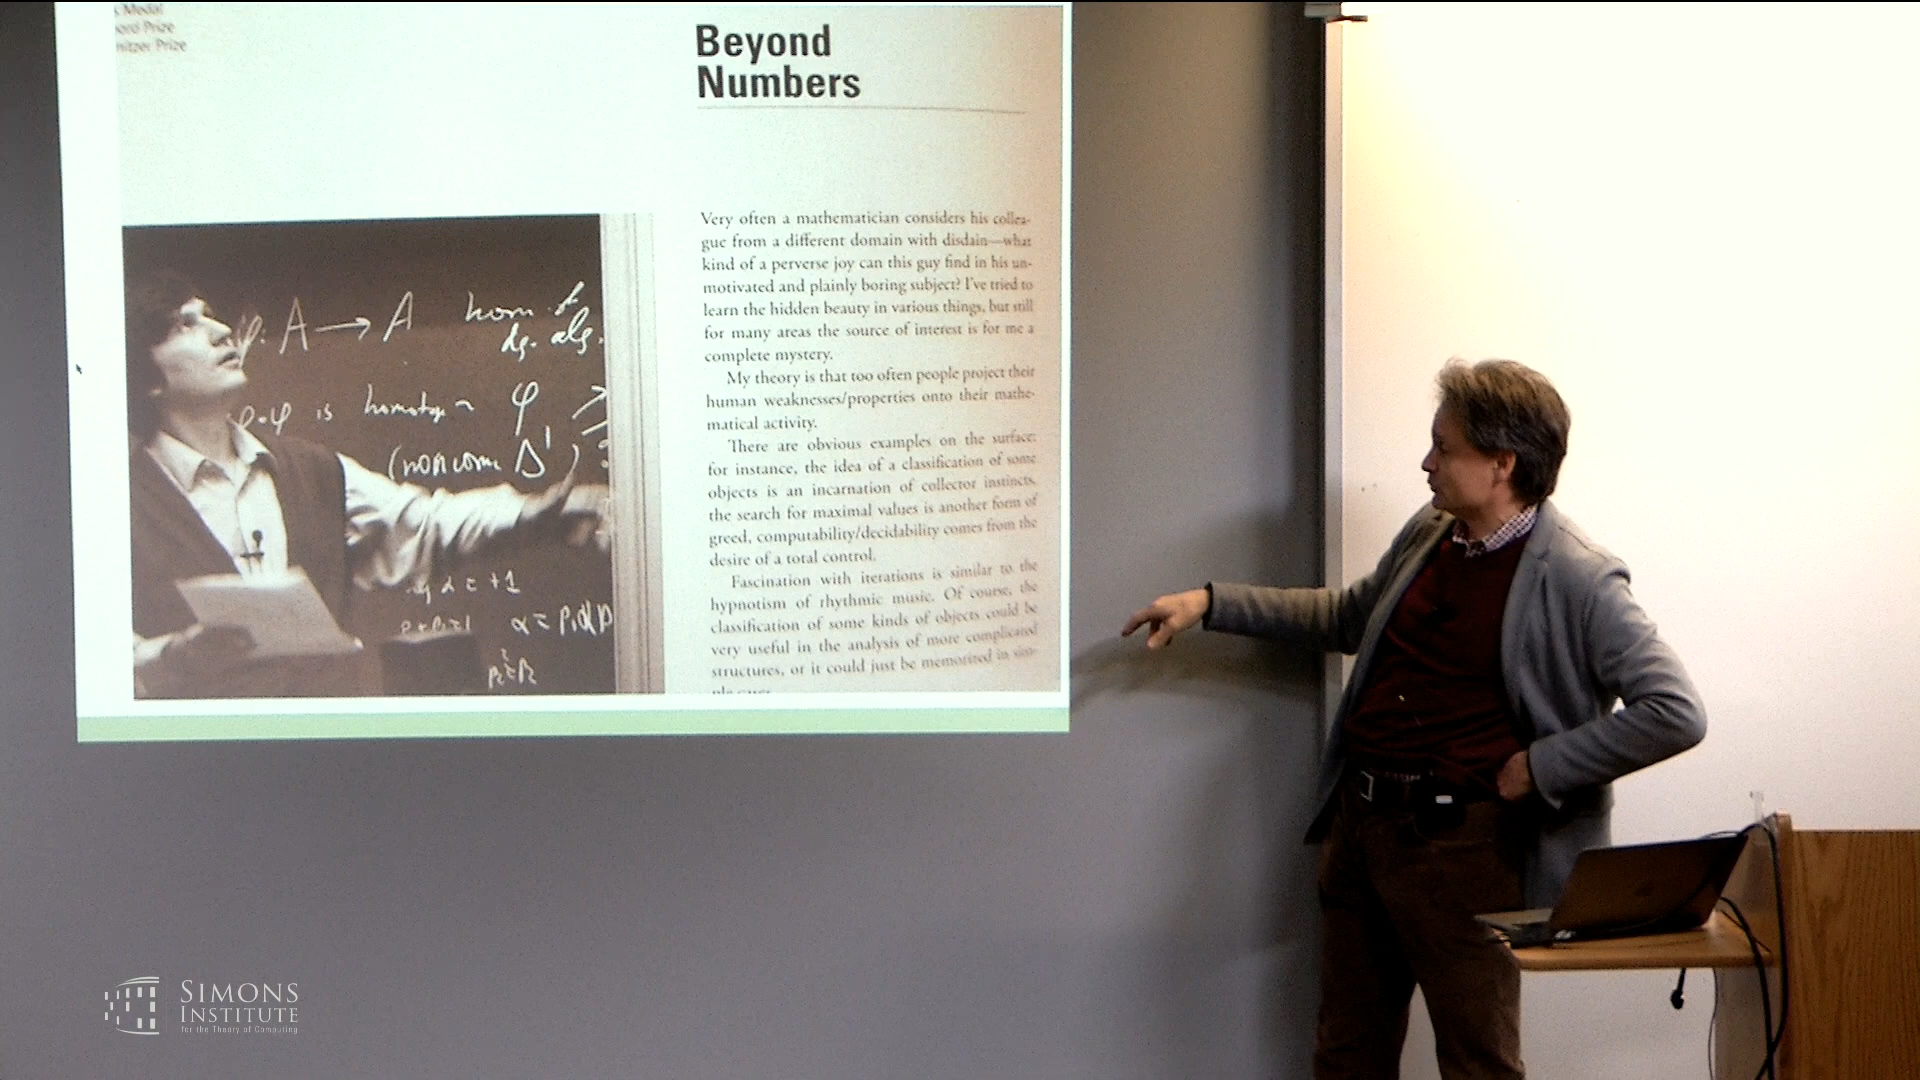 Medal
Prize
Prize
Beyond
Numbers
Very often a mathematician considers his collea-
gue from a different domain with disdain—what
kind of a perverse joy can this guy find in his un-
motivated and plainly boring subject? I've tried to
learn the hidden beauty in various things, but still
for many areas the source of interest is for me a
complete mystery.
My theory is that too often people project their
human weaknesses/properties onto their mathe-
matical activity.
There are obvious examples on the surface:
for instance, the idea of a classification of some
objects is an incarnation of collector instincts,
the search for maximal values is another form of
greed, computability/decidability comes from the
desire of a total control.
Fascination with iterations is similar to the
hypnotism of rhythmic music. Of course, the
classification of some kinds of objects could be
very useful in the analysis of more complicated
structures, or it could just be memorized in sim-
φ: A → A hom. of
dg. alg.
φ·φ is homotop ~ φ
(noncomm Δ¹)
α = +1
SIMONS
INSTITUTE
for the Theory of Computing